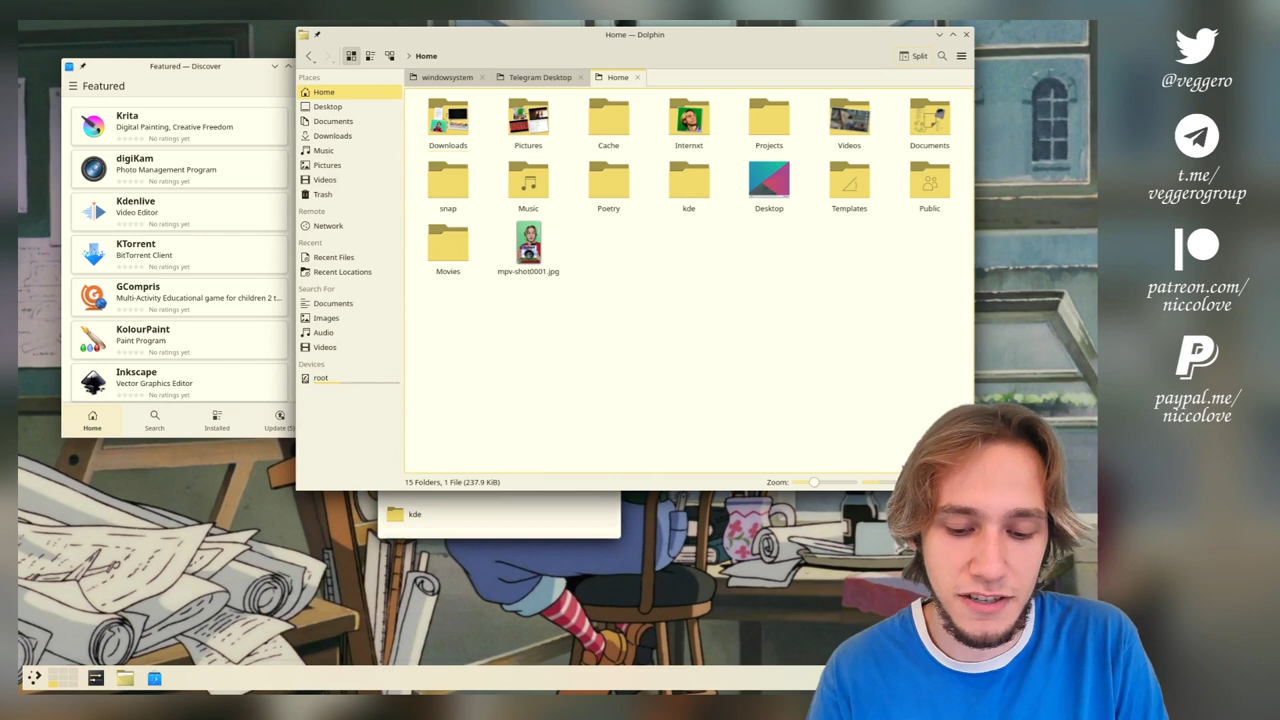 Featured — Discover
Featured
Krita
Digital Painting, Creative Freedom
No ratings yet
digiKam
Photo Management Program
No ratings yet
Kdenlive
Video Editor
No ratings yet
KTorrent
BitTorrent Client
No ratings yet
GCompris
Multi-Activity Educational game for children 2 t...
No ratings yet
KolourPaint
Paint Program
No ratings yet
Inkscape
Vector Graphics Editor
No ratings yet
Home
Search
Installed
Update (5)
Home — Dolphin
Home
Split
Places
Home
Desktop
Documents
Downloads
Music
Pictures
Videos
Trash
Remote
Network
Recent
Recent Files
Recent Locations
Search For
Documents
Images
Audio
Videos
Devices
root
windowsystem
Telegram Desktop
Home
Downloads
Pictures
Cache
Internxt
Projects
Videos
Documents
snap
Music
Poetry
kde
Desktop
Templates
Public
Movies
mpv-shot0001.jpg
15 Folders, 1 File (237.9 KiB)
Zoom:
kde
@veggero
t.me/
veggerogroup
patreon.com/
niccolove
paypal.me/
niccolove